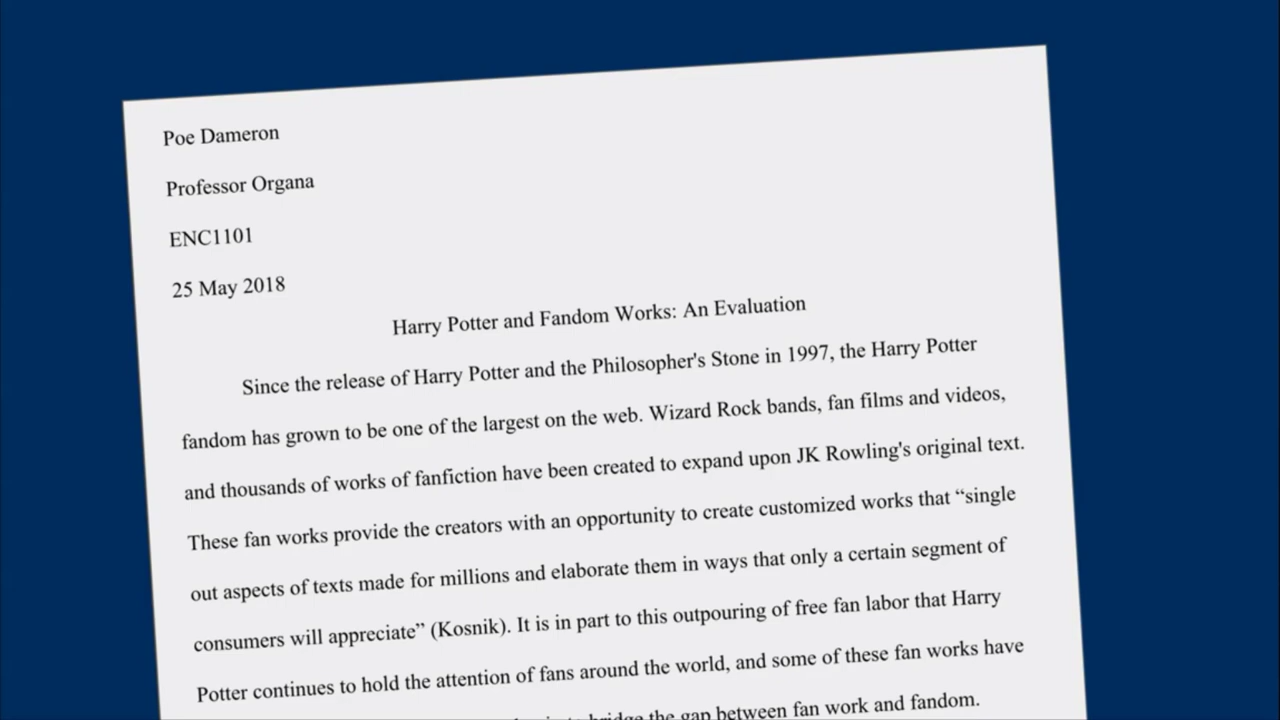 Poe Dameron
Professor Organa
ENC1101
25 May 2018
Harry Potter and Fandom Works: An Evaluation
Since the release of Harry Potter and the Philosopher's Stone in 1997, the Harry Potter
fandom has grown to be one of the largest on the web. Wizard Rock bands, fan films and videos,
and thousands of works of fanfiction have been created to expand upon JK Rowling's original text.
These fan works provide the creators with an opportunity to create customized works that “single
out aspects of texts made for millions and elaborate them in ways that only a certain segment of
consumers will appreciate” (Kosnik). It is in part to this outpouring of free fan labor that Harry
Potter continues to hold the attention of fans around the world, and some of these fan works have
bridge the gap between fan work and fandom.